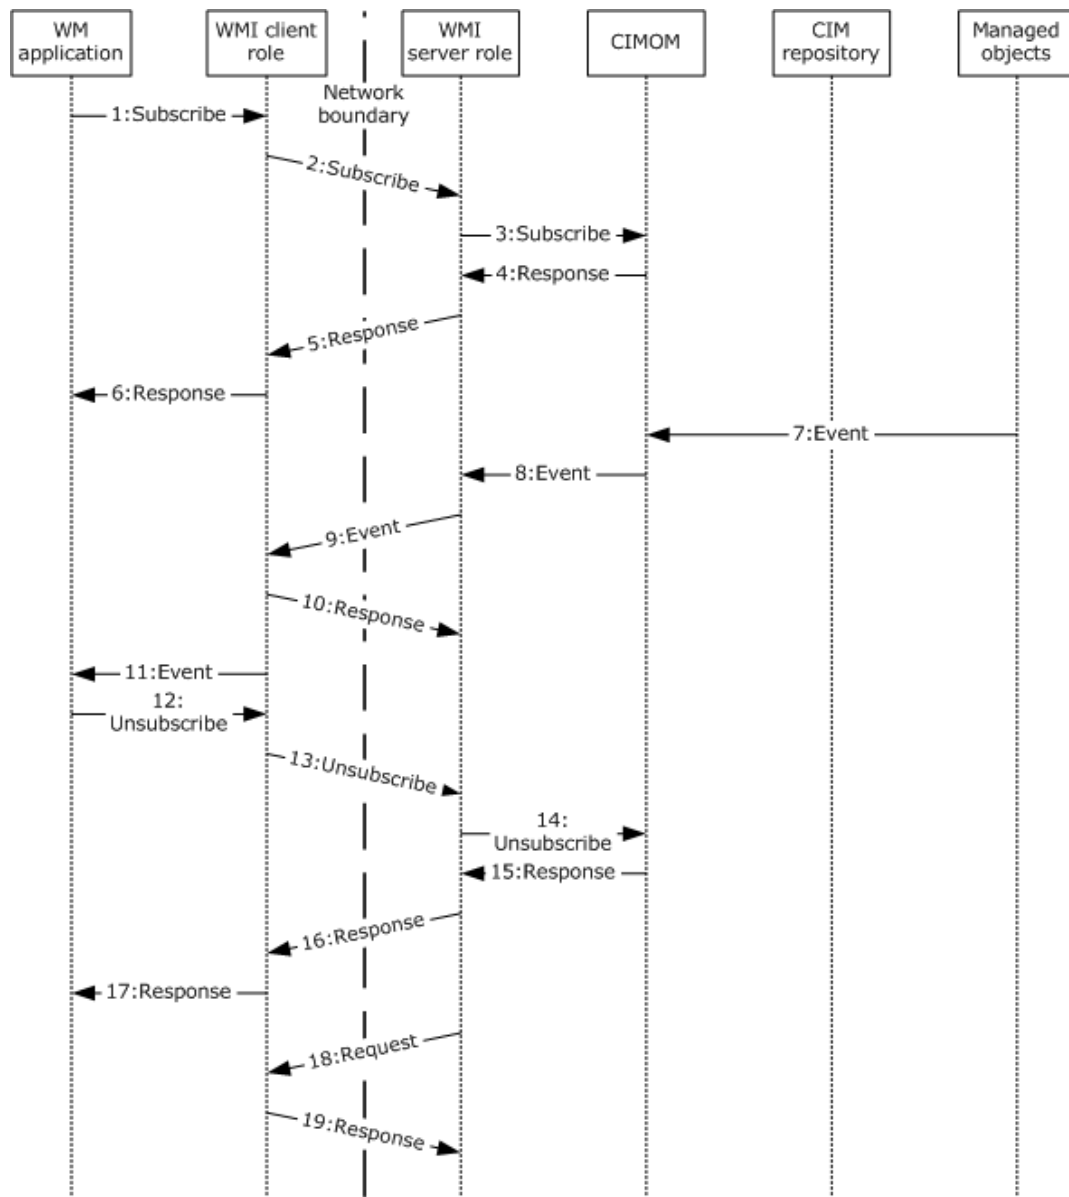 WM
application
WMI client
role
WMI
server role
CIMOM
CIM
repository
Managed
objects
Network
boundary
1:Subscribe
2:Subscribe
3:Subscribe
4:Response
5:Response
6:Response
7:Event
8:Event
9:Event
10:Response
11:Event
12:
Unsubscribe
13:Unsubscribe
14:
Unsubscribe
15:Response
16:Response
17:Response
18:Request
19:Response